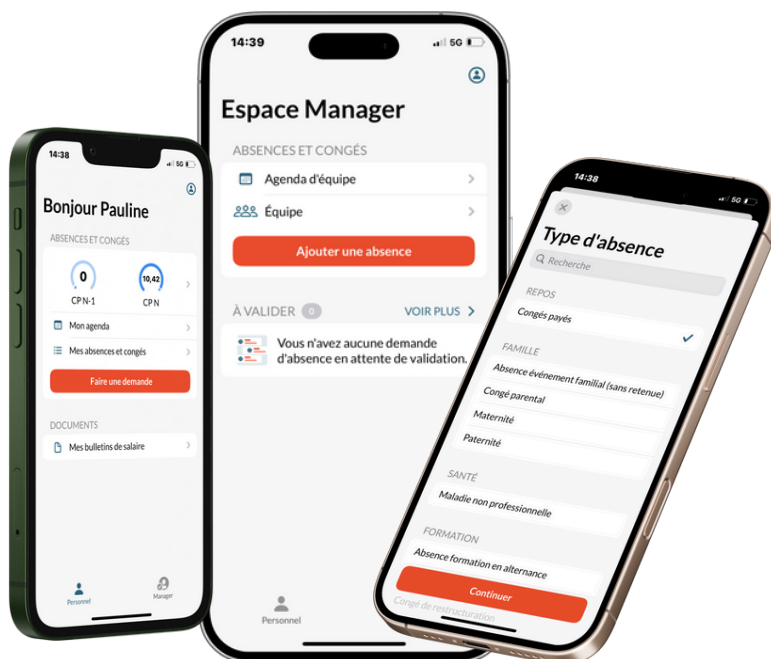 14:38
5G
Bonjour Pauline
ABSENCES ET CONGÉS
0
10,42
CP N-1
CP N
Mon agenda
Mes absences et congés
Faire une demande
DOCUMENTS
Mes bulletins de salaire
Personnel
Manager
14:39
5G
Espace Manager
ABSENCES ET CONGÉS
Agenda d'équipe
Équipe
Ajouter une absence
À VALIDER 0
VOIR PLUS
Vous n'avez aucune demande
d'absence en attente de validation.
Personnel
14:38
5G
Type d'absence
Recherche
REPOS
Congés payés
FAMILLE
Absence événement familial (sans retenue)
Congé parental
Maternité
Paternité
SANTÉ
Maladie non professionnelle
FORMATION
Absence formation en alternance
Continuer
Congé de restructuration